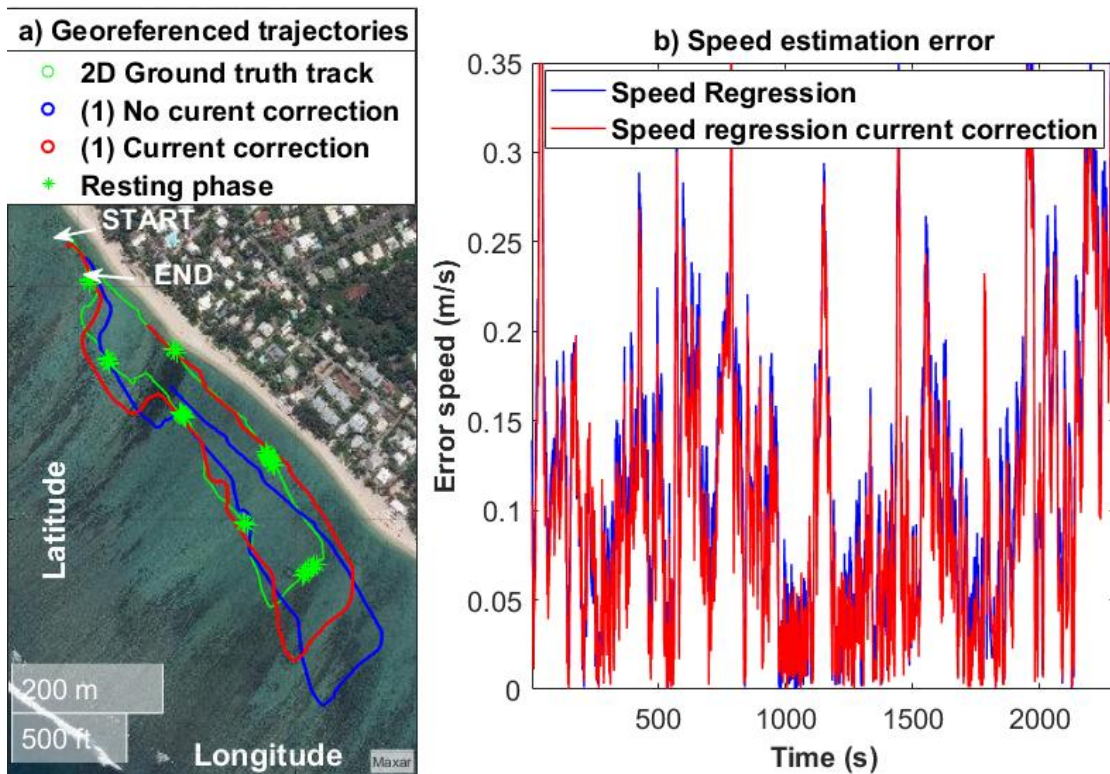 a) Georeferenced trajectories
2D Ground truth track
(1) No curent correction
(1) Current correction
Resting phase
START
END
Latitude
200 m
500 ft
Longitude
Maxar
b) Speed estimation error
Speed Regression
Speed regression current correction
0.35
0.3
0.25
0.2
0.15
0.1
0.05
0
Error speed (m/s)
500
1000
1500
2000
Time (s)